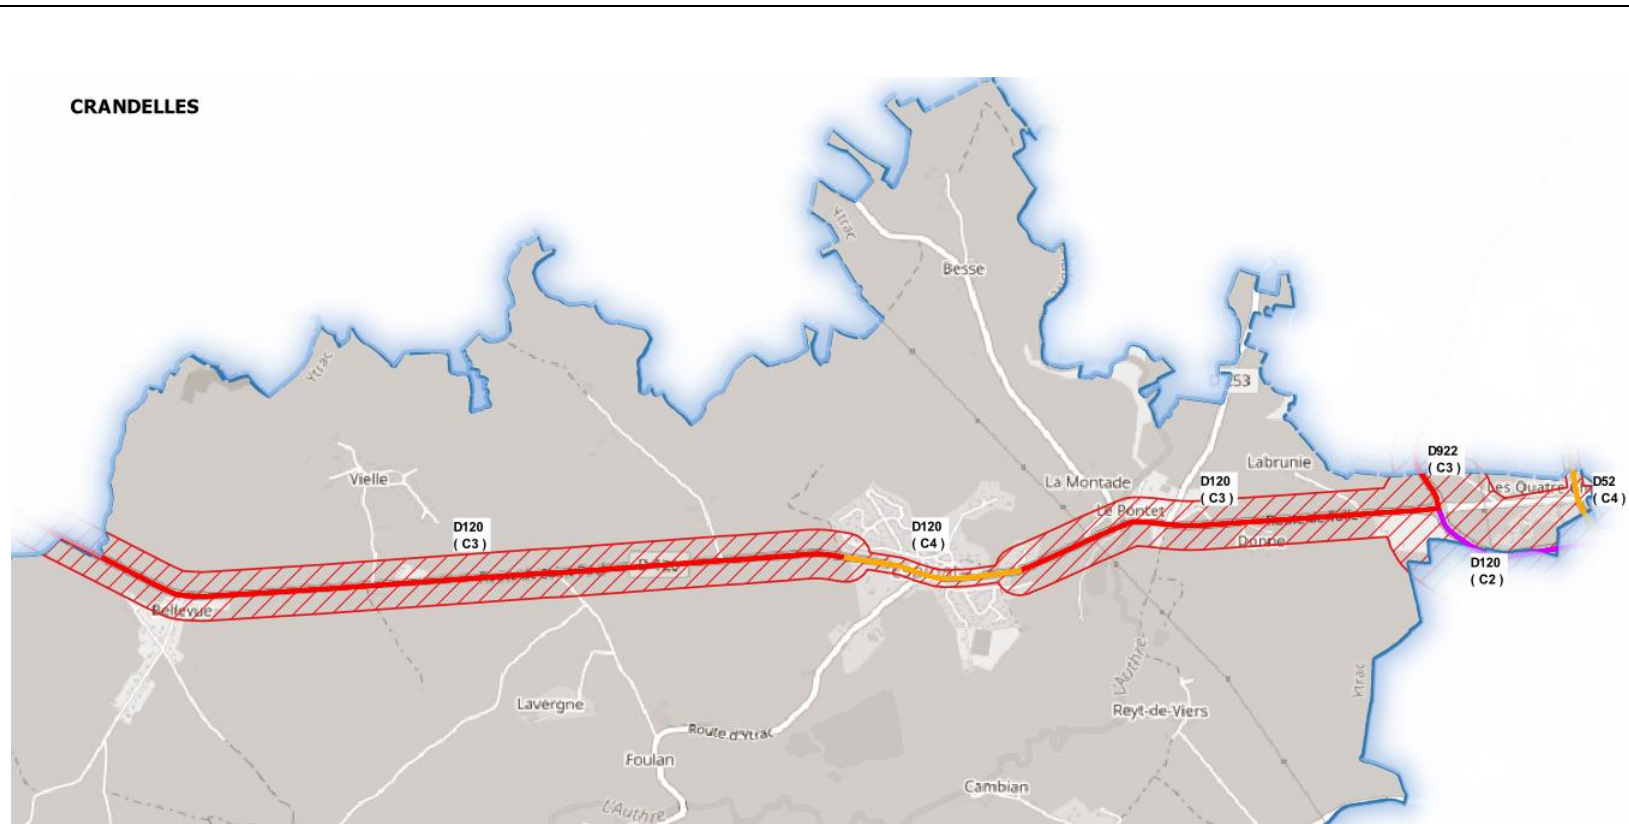 CRANDELLES
Ytrac
Besse
Ytrac
253
D922
( C3 )
Labrunie
Vielle
La Montade
D120
( C3 )
Les Quatre
D52
( C4 )
Le Pontet
D120
( C3 )
D120
( C4 )
Donne
D120
( C2 )
Bellevue
L'Authre
Ytrac
Lavergne
Reyt-de-Viers
Route d'Ytrac
Foulan
Cambian
L'Authre